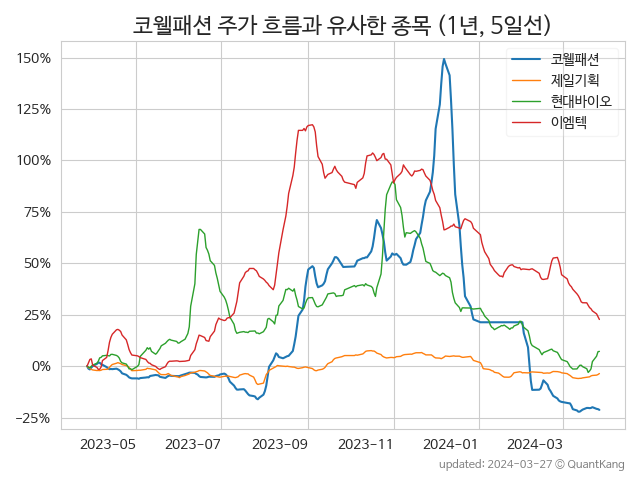 코웰패션 주가 흐름과 유사한 종목 (1년, 5일선)
150%
125%
100%
75%
50%
25%
0%
−25%
코웰패션
제일기획
현대바이오
이엠텍
2023-05
2023-07
2023-09
2023-11
2024-01
2024-03
updated: 2024-03-27 © QuantKang